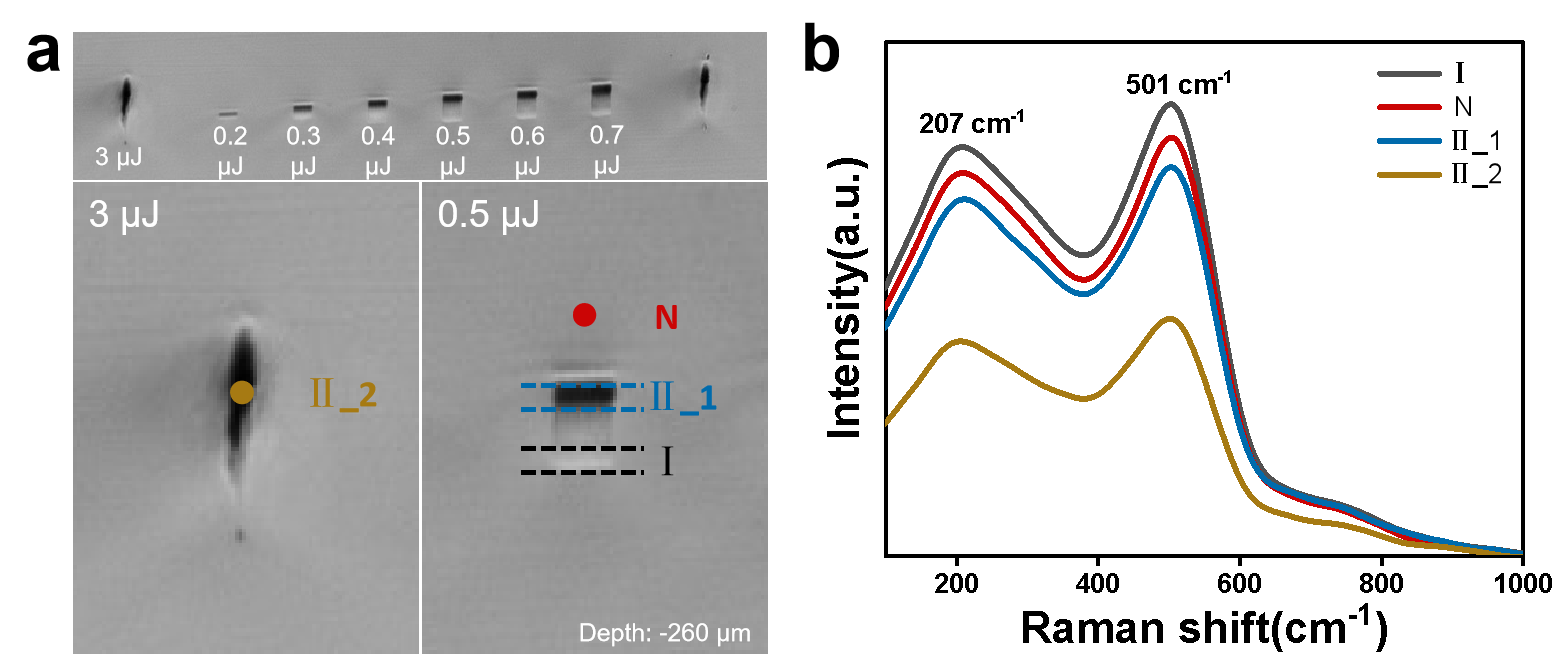 a
3 µJ
0.2
µJ
0.3
µJ
0.4
µJ
0.5
µJ
0.6
µJ
0.7
µJ
3 µJ
II_2
0.5 µJ
N
II_1
I
Depth: -260 µm
b
207 cm⁻¹
501 cm⁻¹
I
N
II_1
II_2
Intensity(a.u.)
200 400 600 800 1000
Raman shift(cm⁻¹)